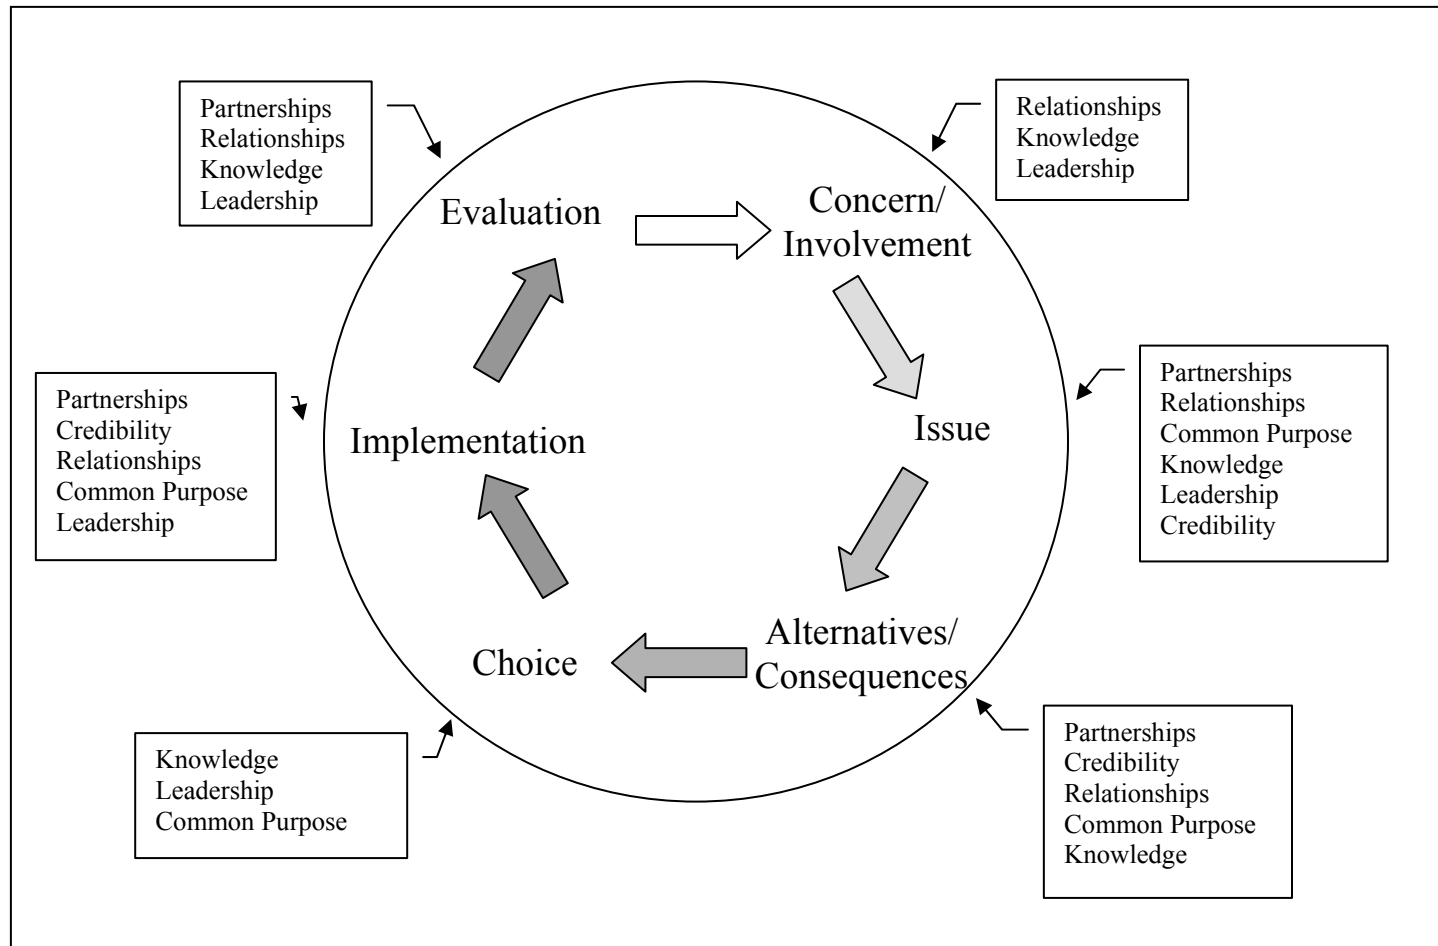 Partnerships
Relationships
Knowledge
Leadership
Relationships
Knowledge
Leadership
Evaluation
Concern/
Involvement
Partnerships
Credibility
Relationships
Common Purpose
Leadership
Implementation
Issue
Partnerships
Relationships
Common Purpose
Knowledge
Leadership
Credibility
Choice
Alternatives/
Consequences
Knowledge
Leadership
Common Purpose
Partnerships
Credibility
Relationships
Common Purpose
Knowledge